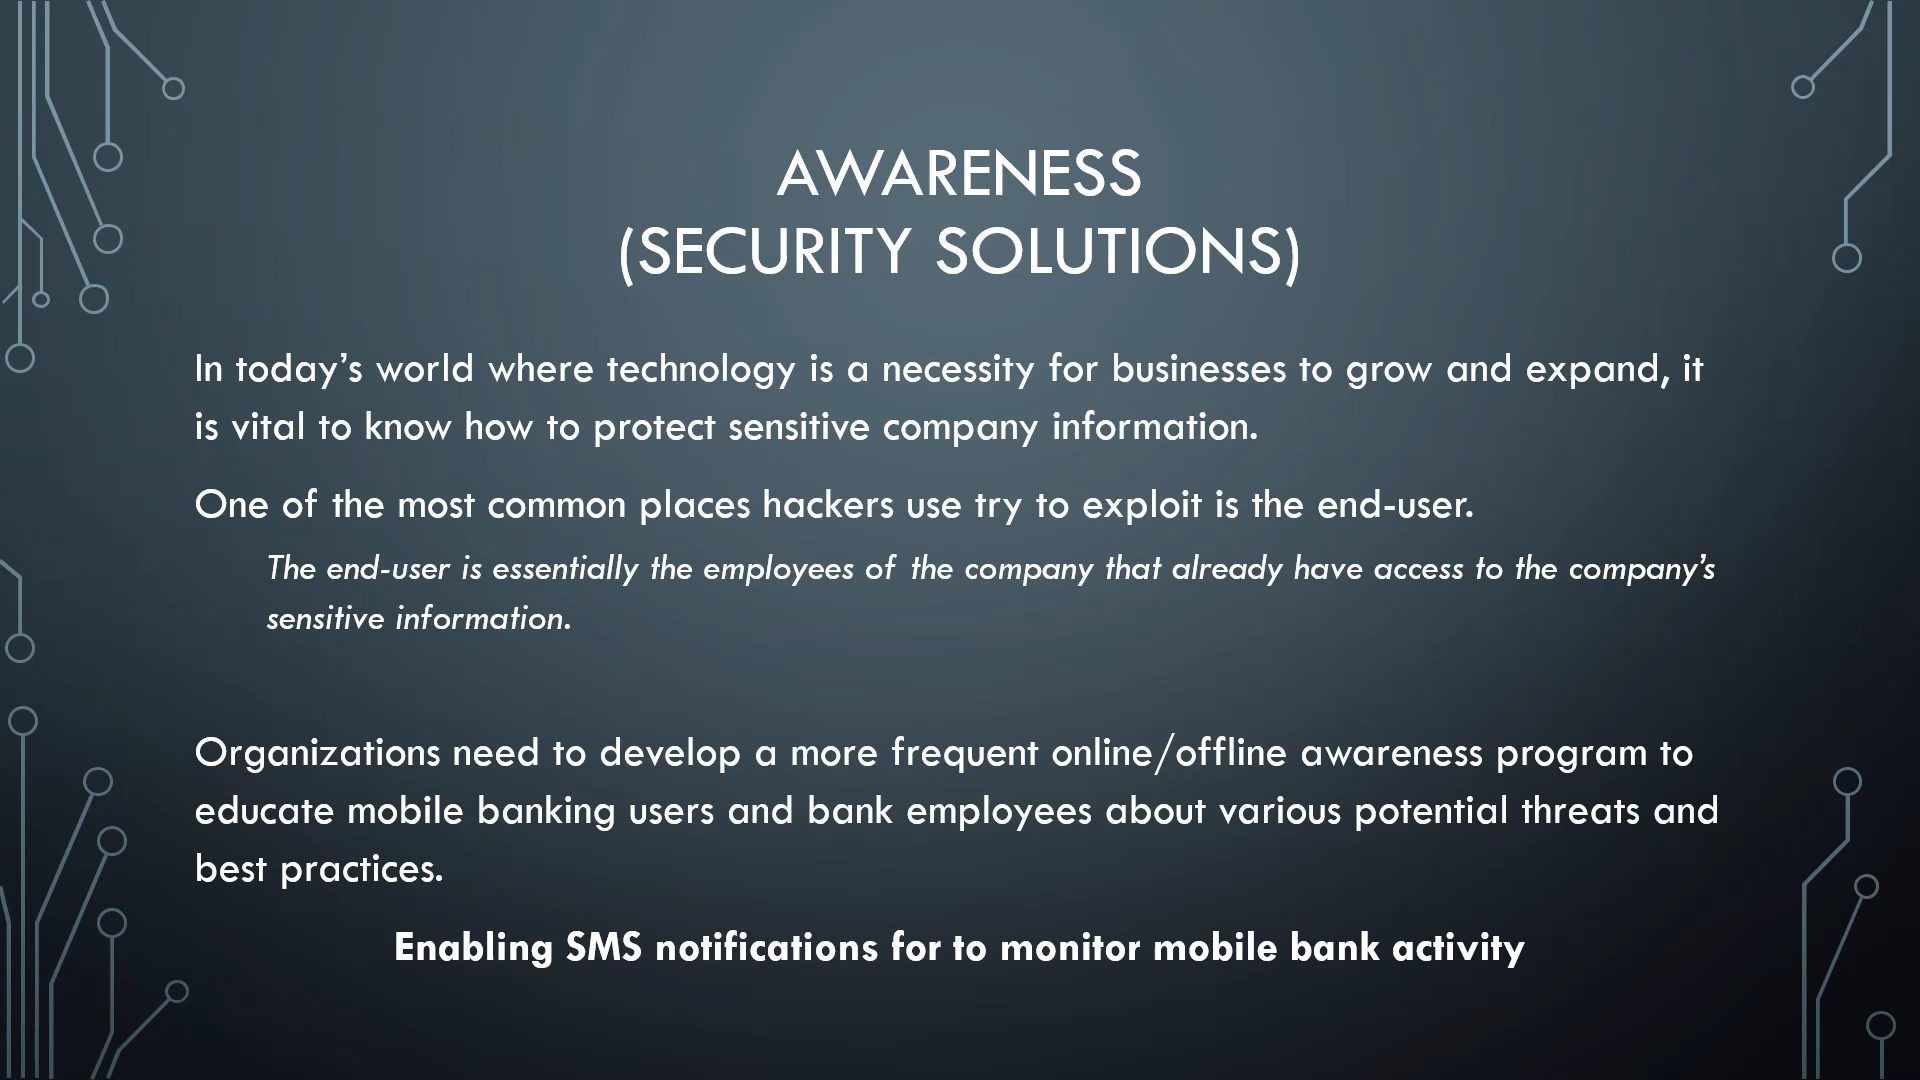 AWARENESS
(SECURITY SOLUTIONS)
In today’s world where technology is a necessity for businesses to grow and expand, it
is vital to know how to protect sensitive company information.
One of the most common places hackers use try to exploit is the end-user.
The end-user is essentially the employees of the company that already have access to the company’s
sensitive information.
Organizations need to develop a more frequent online/offline awareness program to
educate mobile banking users and bank employees about various potential threats and
best practices.
Enabling SMS notifications for to monitor mobile bank activity